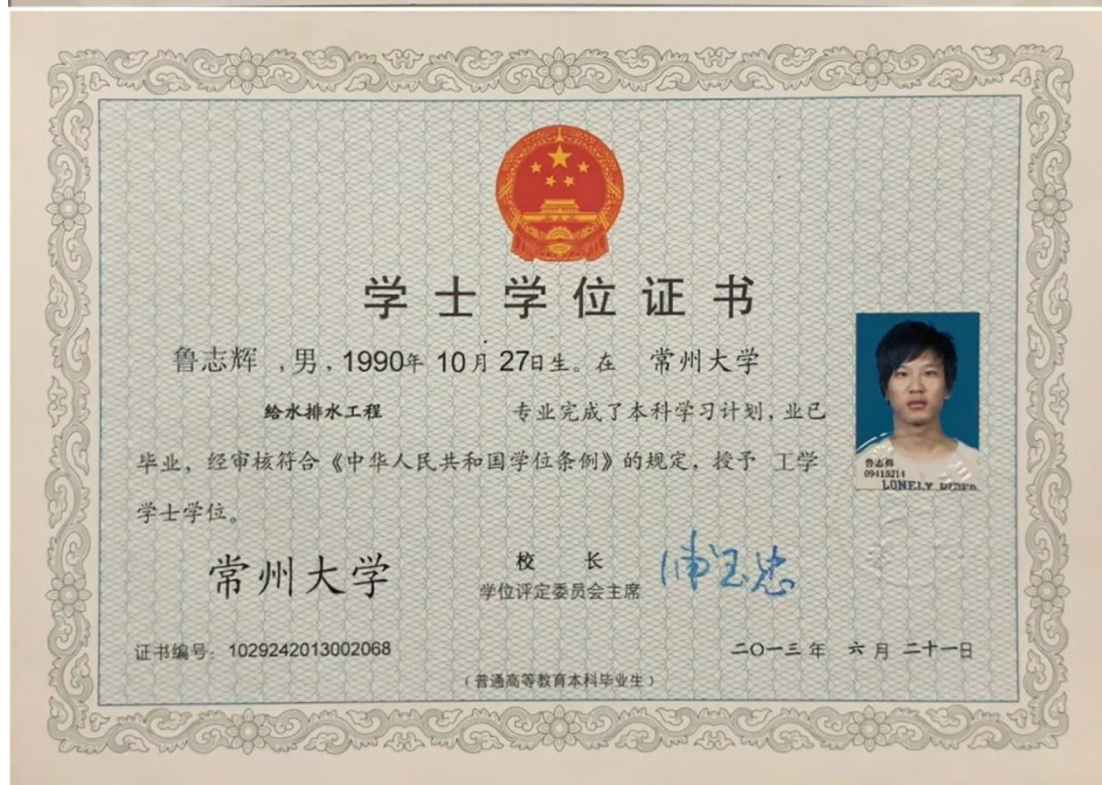 学士学位证书
鲁志辉 ,男,1990年 10月 27日生。在 常州大学
给水排水工程 专业完成了本科学习计划,业已
毕业,经审核符合《中华人民共和国学位条例》的规定,授予 工学
学士学位。
鲁志辉
09415214
LONELY
常州大学
校 长 浦玉忠
学位评定委员会主席
证书编号:1029242013002068
二〇一三年 六月 二十一日
(普通高等教育本科毕业生)